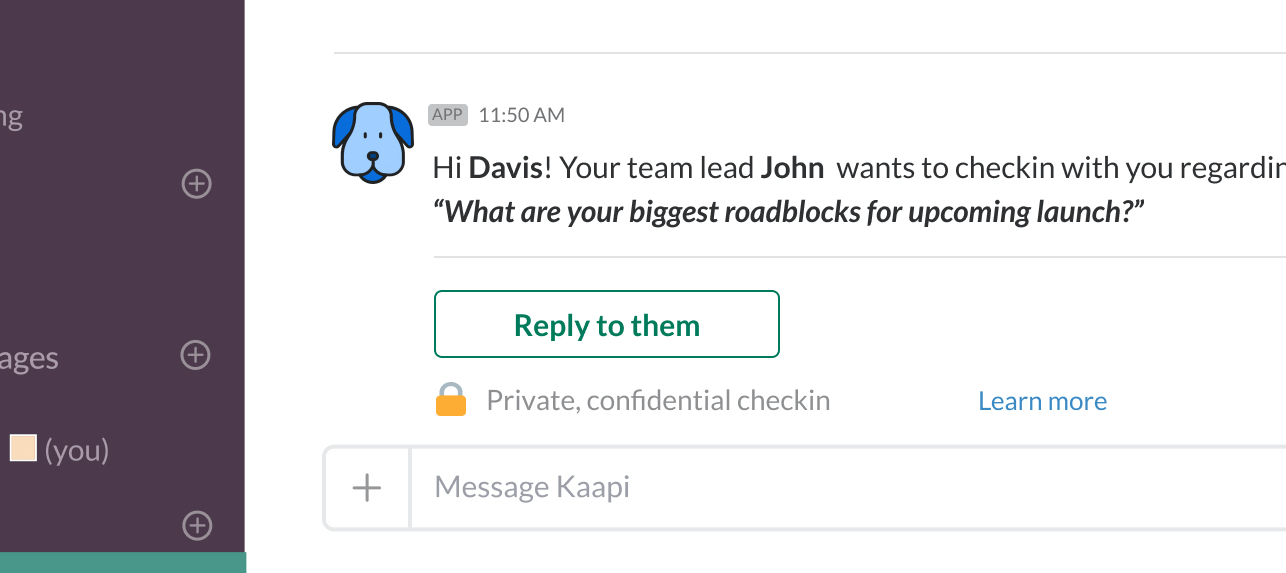 ng
ages
(you)
APP 11:50 AM
Hi Davis! Your team lead John wants to checkin with you regardin
“What are your biggest roadblocks for upcoming launch?”
Reply to them
Private, confidential checkin Learn more
Message Kaapi